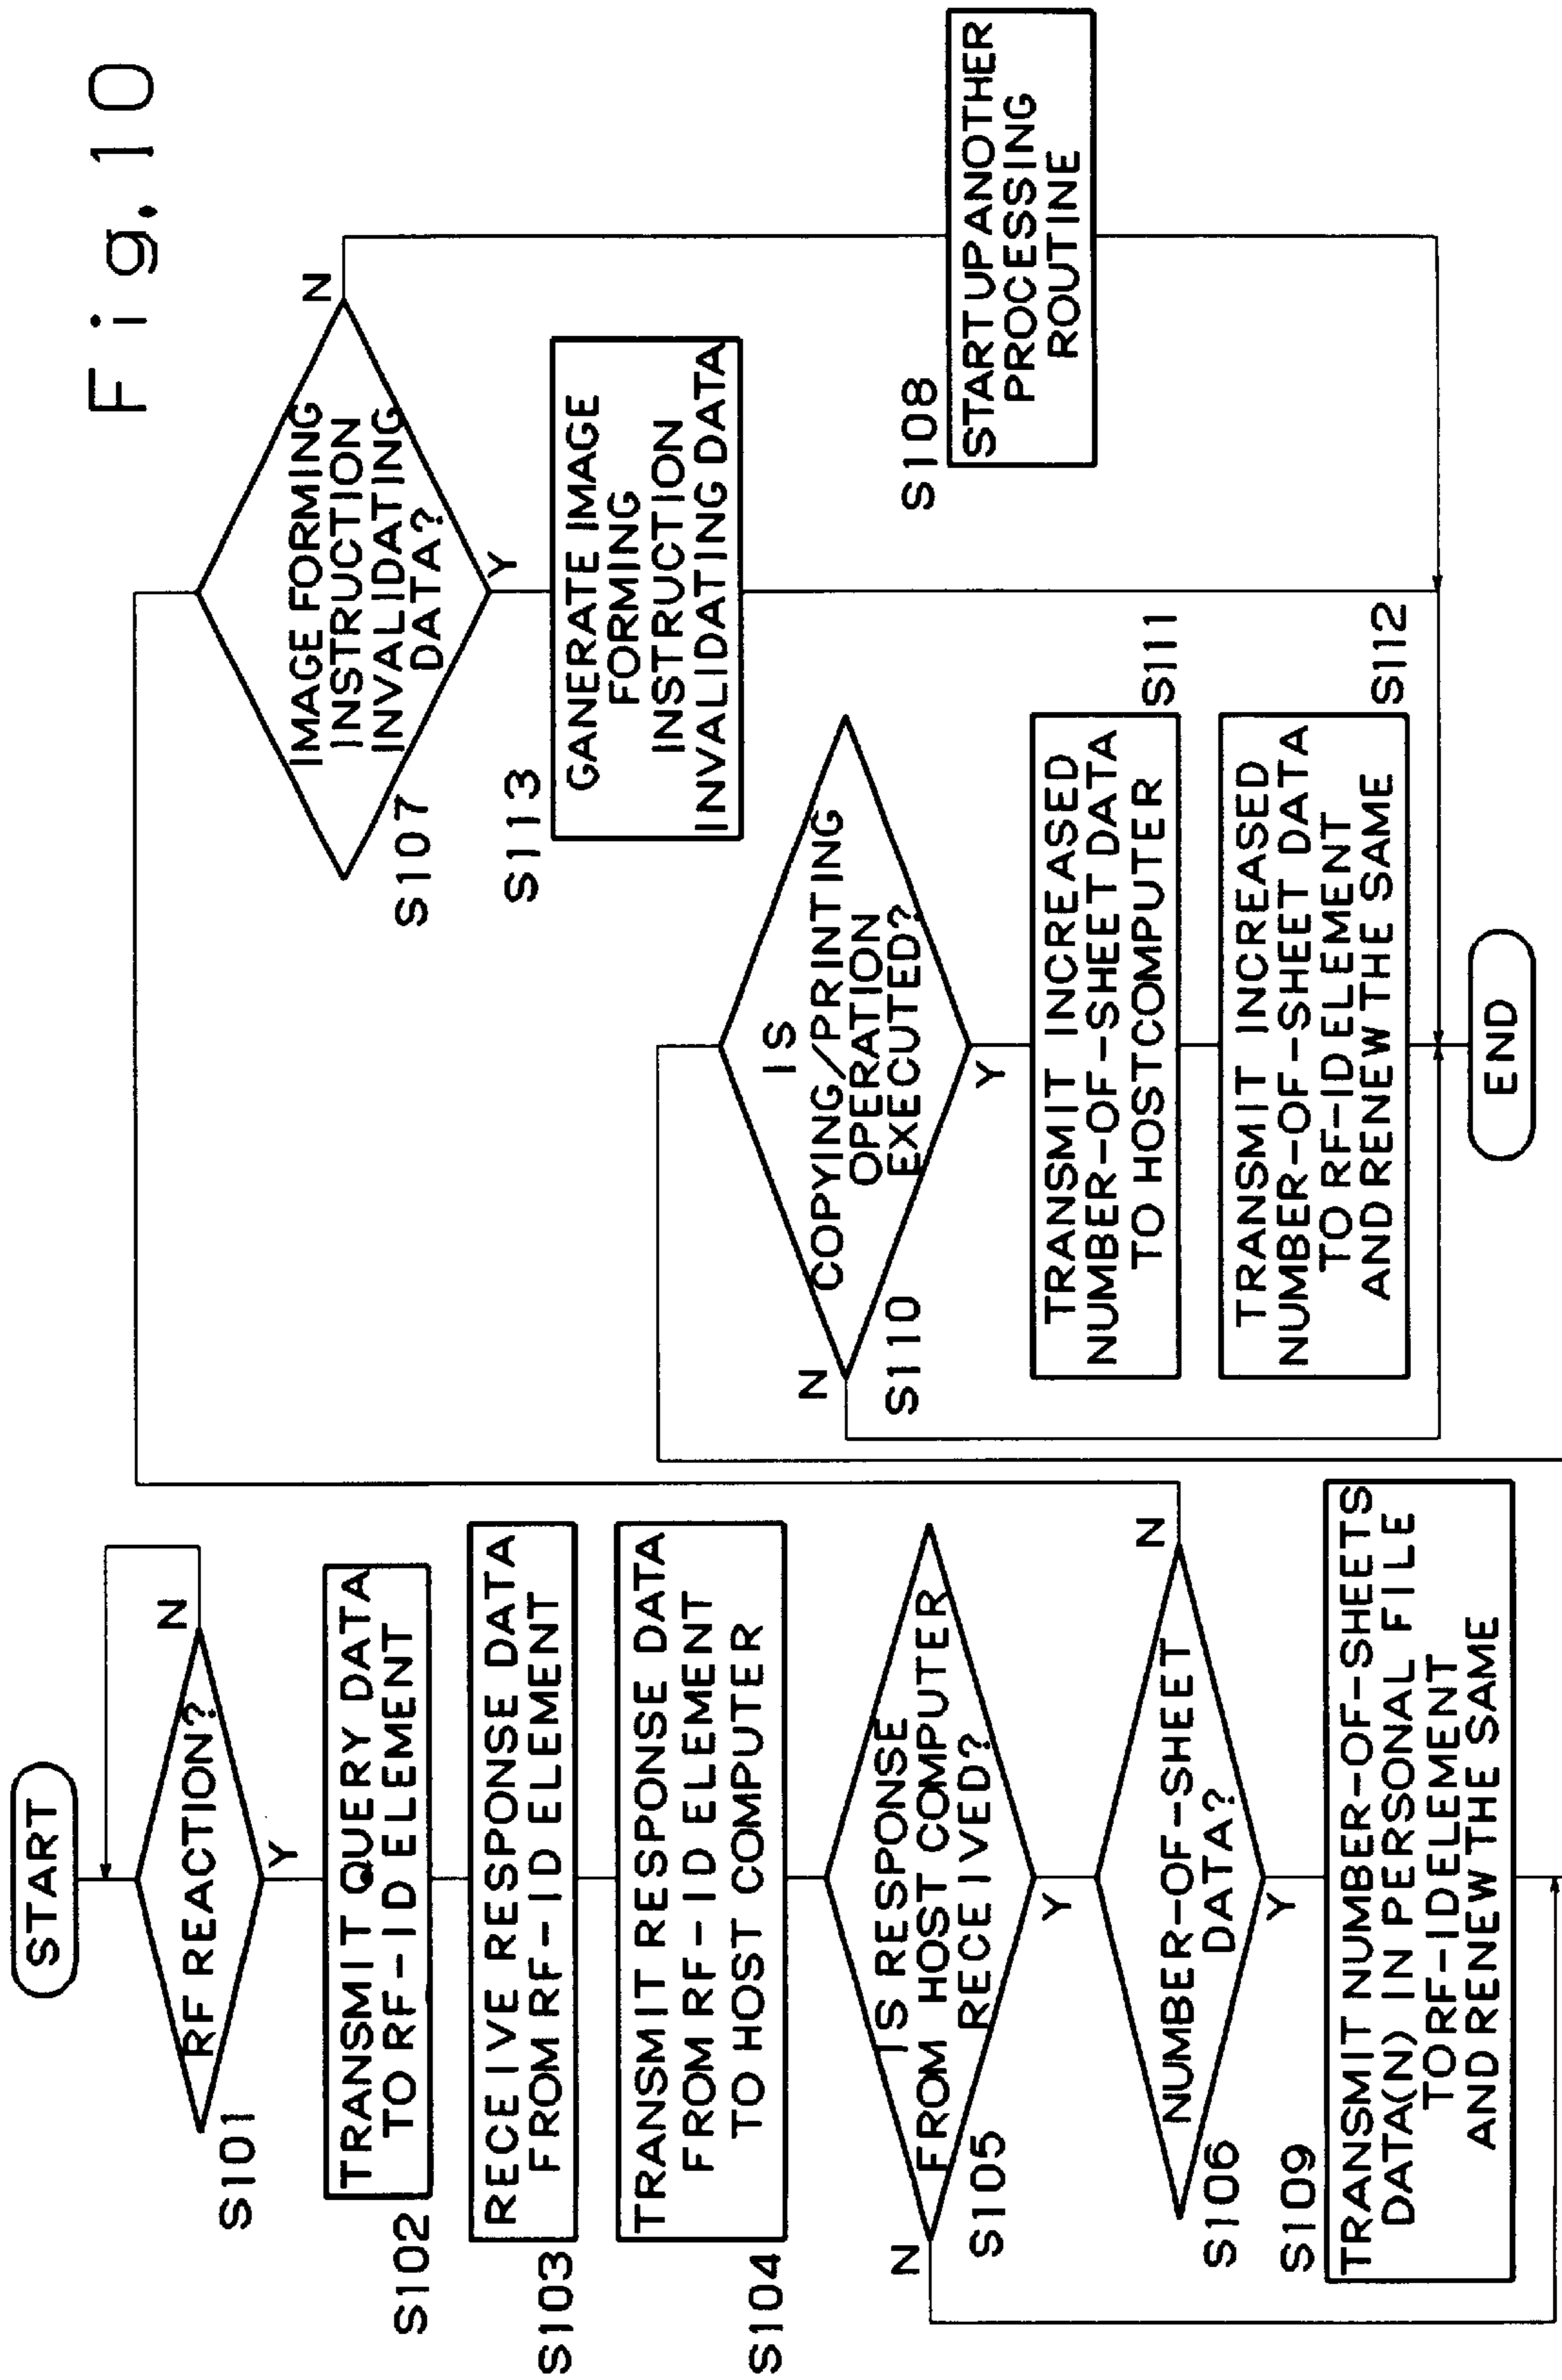 Fig.10
START
RF REACTION?
N
Y
S101
TRANSMIT QUERY DATA
TO RF-ID ELEMENT
S102
RECEIVE RESPONSE DATA
FROM RF-ID ELEMENT
S103
TRANSMIT RESPONSE DATA
FROM RF-ID ELEMENT
TO HOST COMPUTER
S104
IS RESPONSE
FROM HOST COMPUTER
RECEIVED?
N
Y
S105
NUMBER-OF-SHEET
DATA?
N
Y
S106
S109
TRANSMIT NUMBER-OF-SHEETS
DATA(N) IN PERSONAL FILE
TO RF-ID ELEMENT
AND RENEW THE SAME
IMAGE FORMING
INSTRUCTION
INVALIDATING
DATA?
N
Y
S107
S113
GANERATE IMAGE
FORMING
INSTRUCTION
INVALIDATING DATA
S108
START UP ANOTHER
PROCESSING
ROUTINE
IS
COPYING/PRINTING
OPERATION
EXECUTED?
N
Y
S110
TRANSMIT INCREASED
NUMBER-OF-SHEET DATA
TO HOSTCOMPUTER
S111
TRANSMIT INCREASED
NUMBER-OF-SHEET DATA
TO RF-ID ELEMENT
AND RENEW THE SAME
S112
END